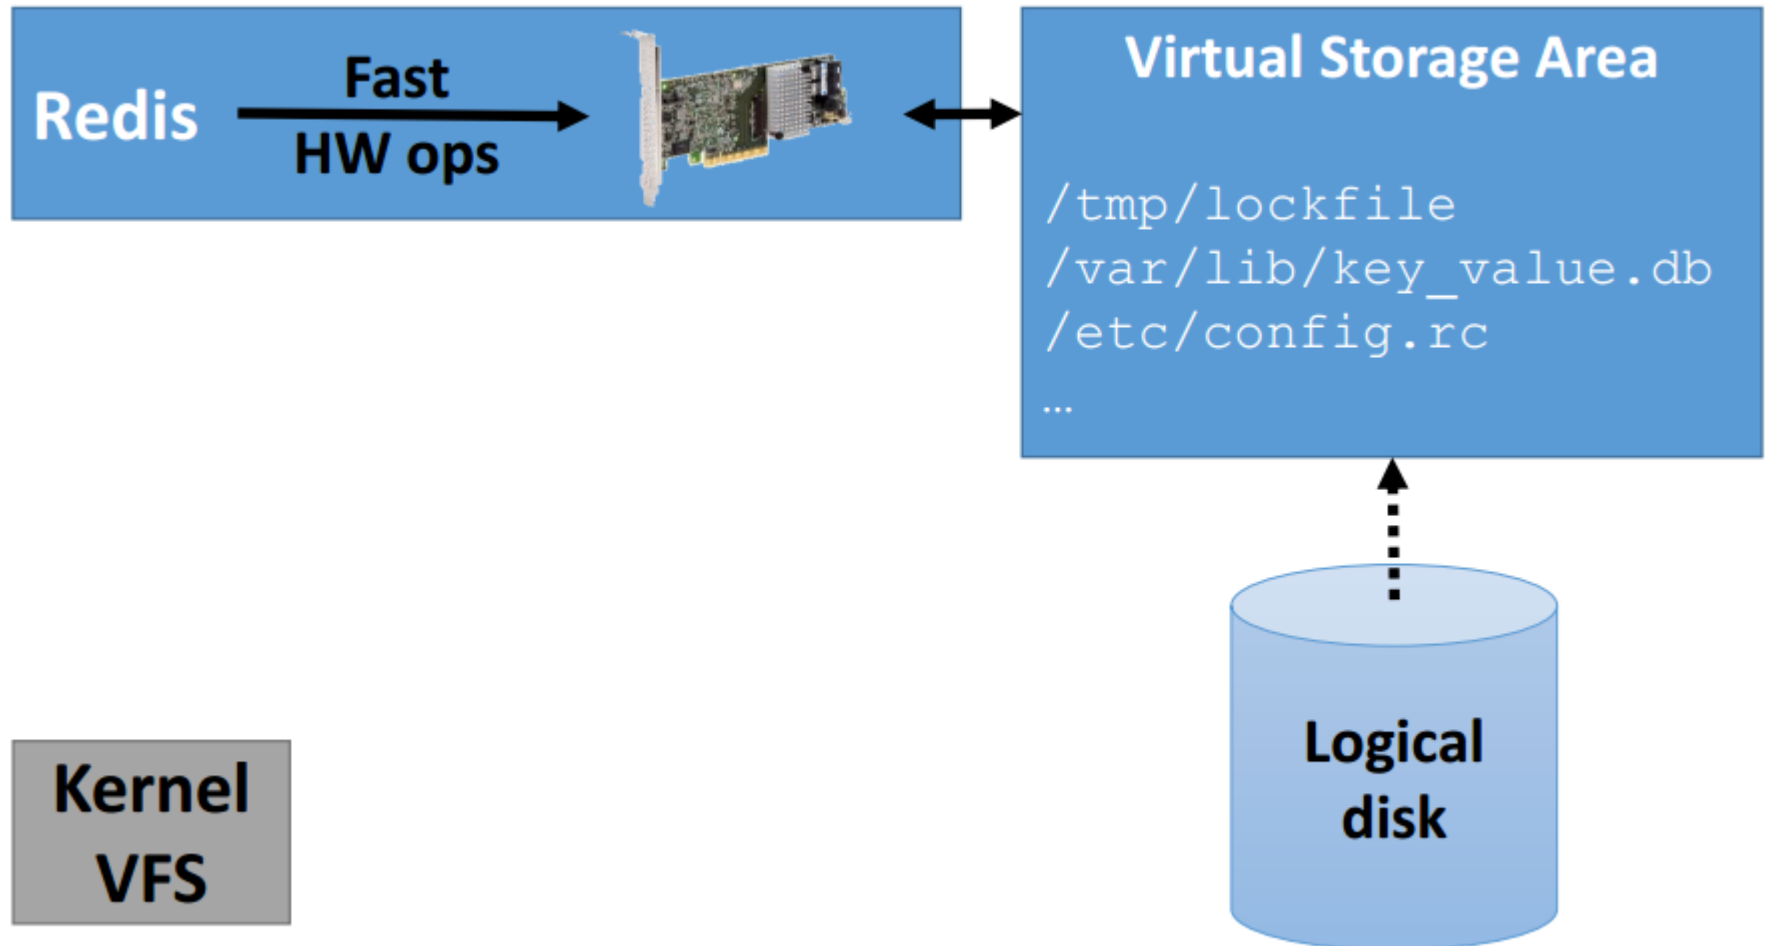 Redis
Fast
HW ops
Virtual Storage Area
/tmp/lockfile
/var/lib/key_value.db
/etc/config.rc
…
Logical
disk
Kernel
VFS